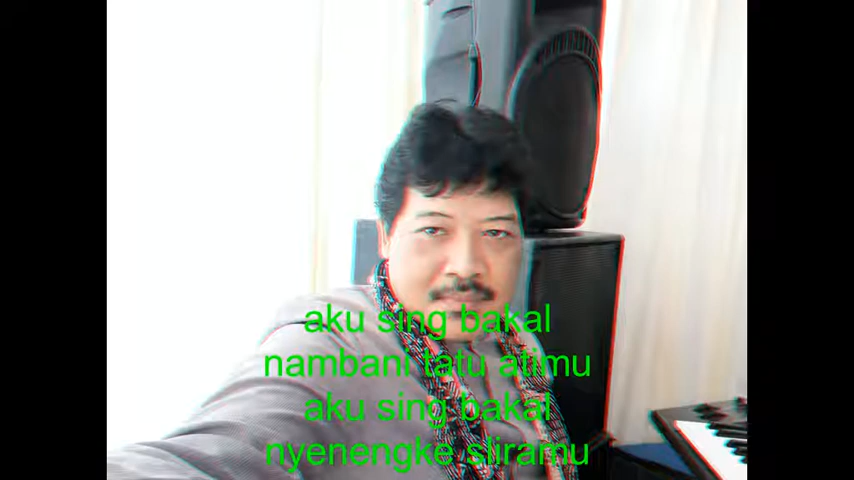 aku sing bakal
nambani tatu atimu
aku sing bakal
nyenengke sliramu